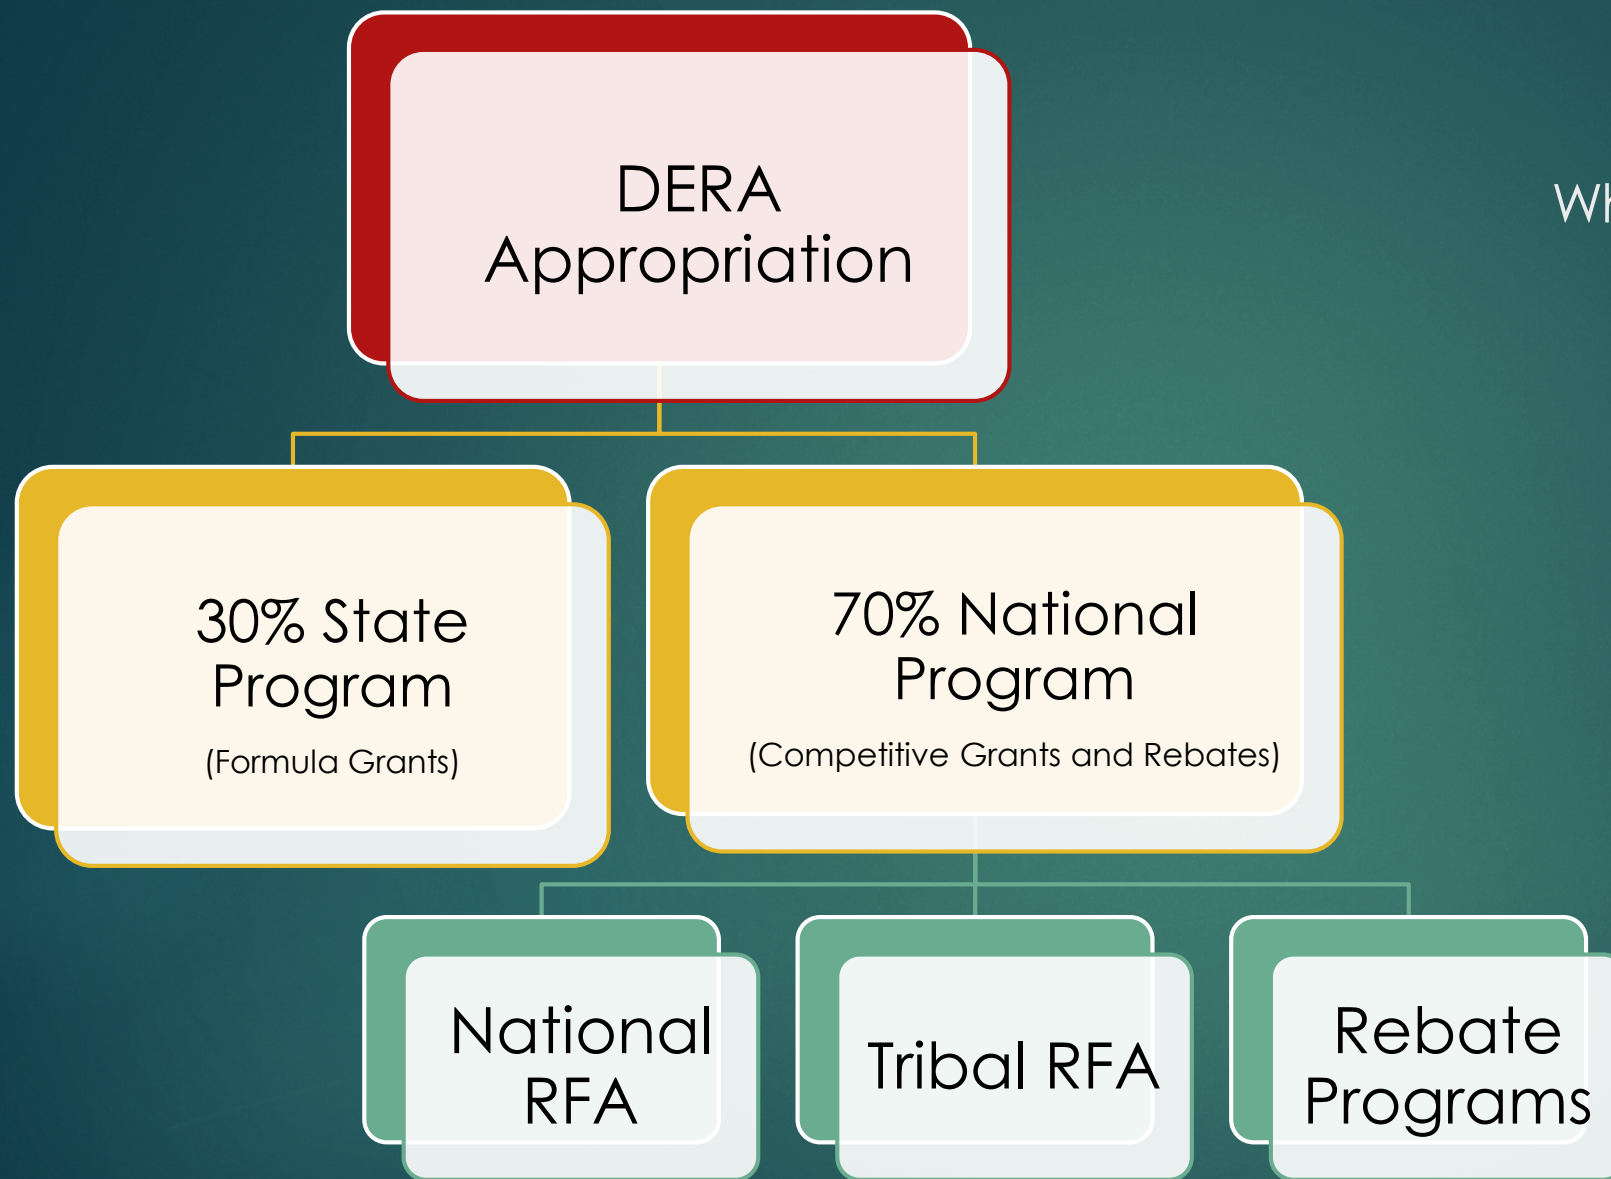 DERA
Appropriation
30% State
Program
(Formula Grants)
70% National
Program
(Competitive Grants and Rebates)
National
RFA
Tribal RFA
Rebate
Programs